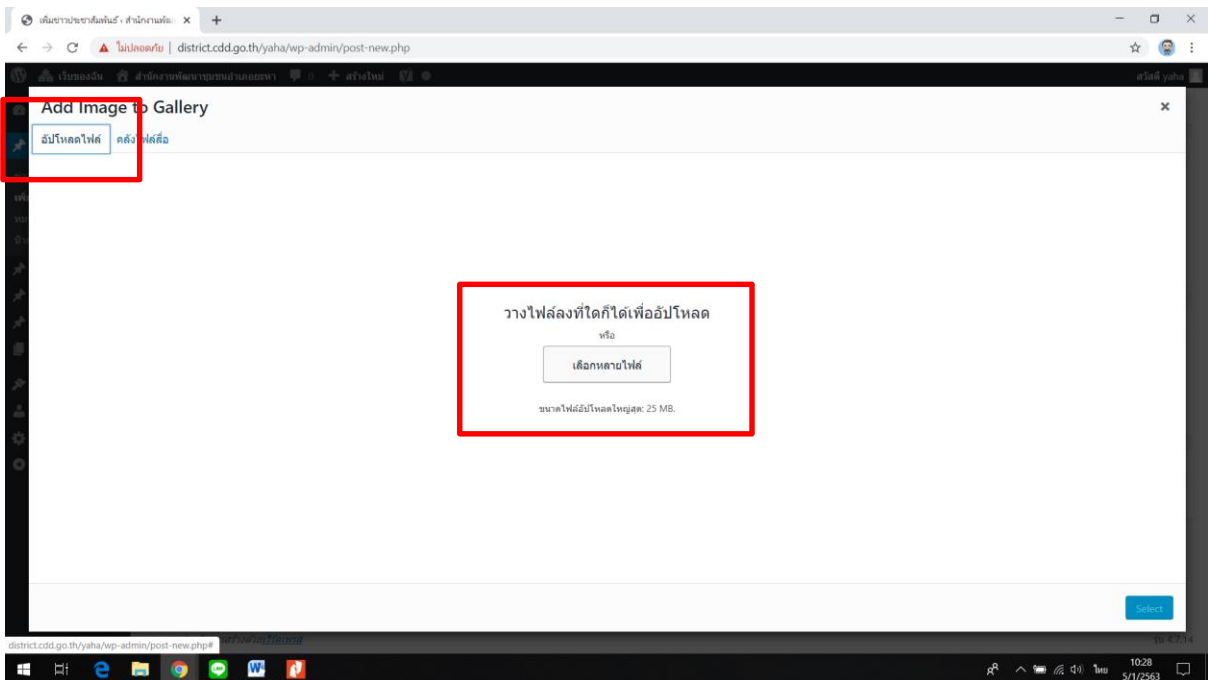 เพิ่มข่าวประชาสัมพันธ์ ‹ สำนักงานพัฒ
ไม่ปลอดภัย | district.cdd.go.th/yaha/wp-admin/post-new.php
เว็บของฉัน สำนักงานพัฒนาชุมชนอำเภอยะหา 0 + สร้างใหม่ สวัสดี yaha
Add Image to Gallery
อัปโหลดไฟล์ คลังไฟล์สื่อ
วางไฟล์ลงที่ใดก็ได้เพื่ออัปโหลด
หรือ
เลือกหลายไฟล์
ขนาดไฟล์อัปโหลดใหญ่สุด: 25 MB.
Select
district.cdd.go.th/yaha/wp-admin/post-new.php#
รุ่น 4.7.14
ไทย
10:28
5/1/2563